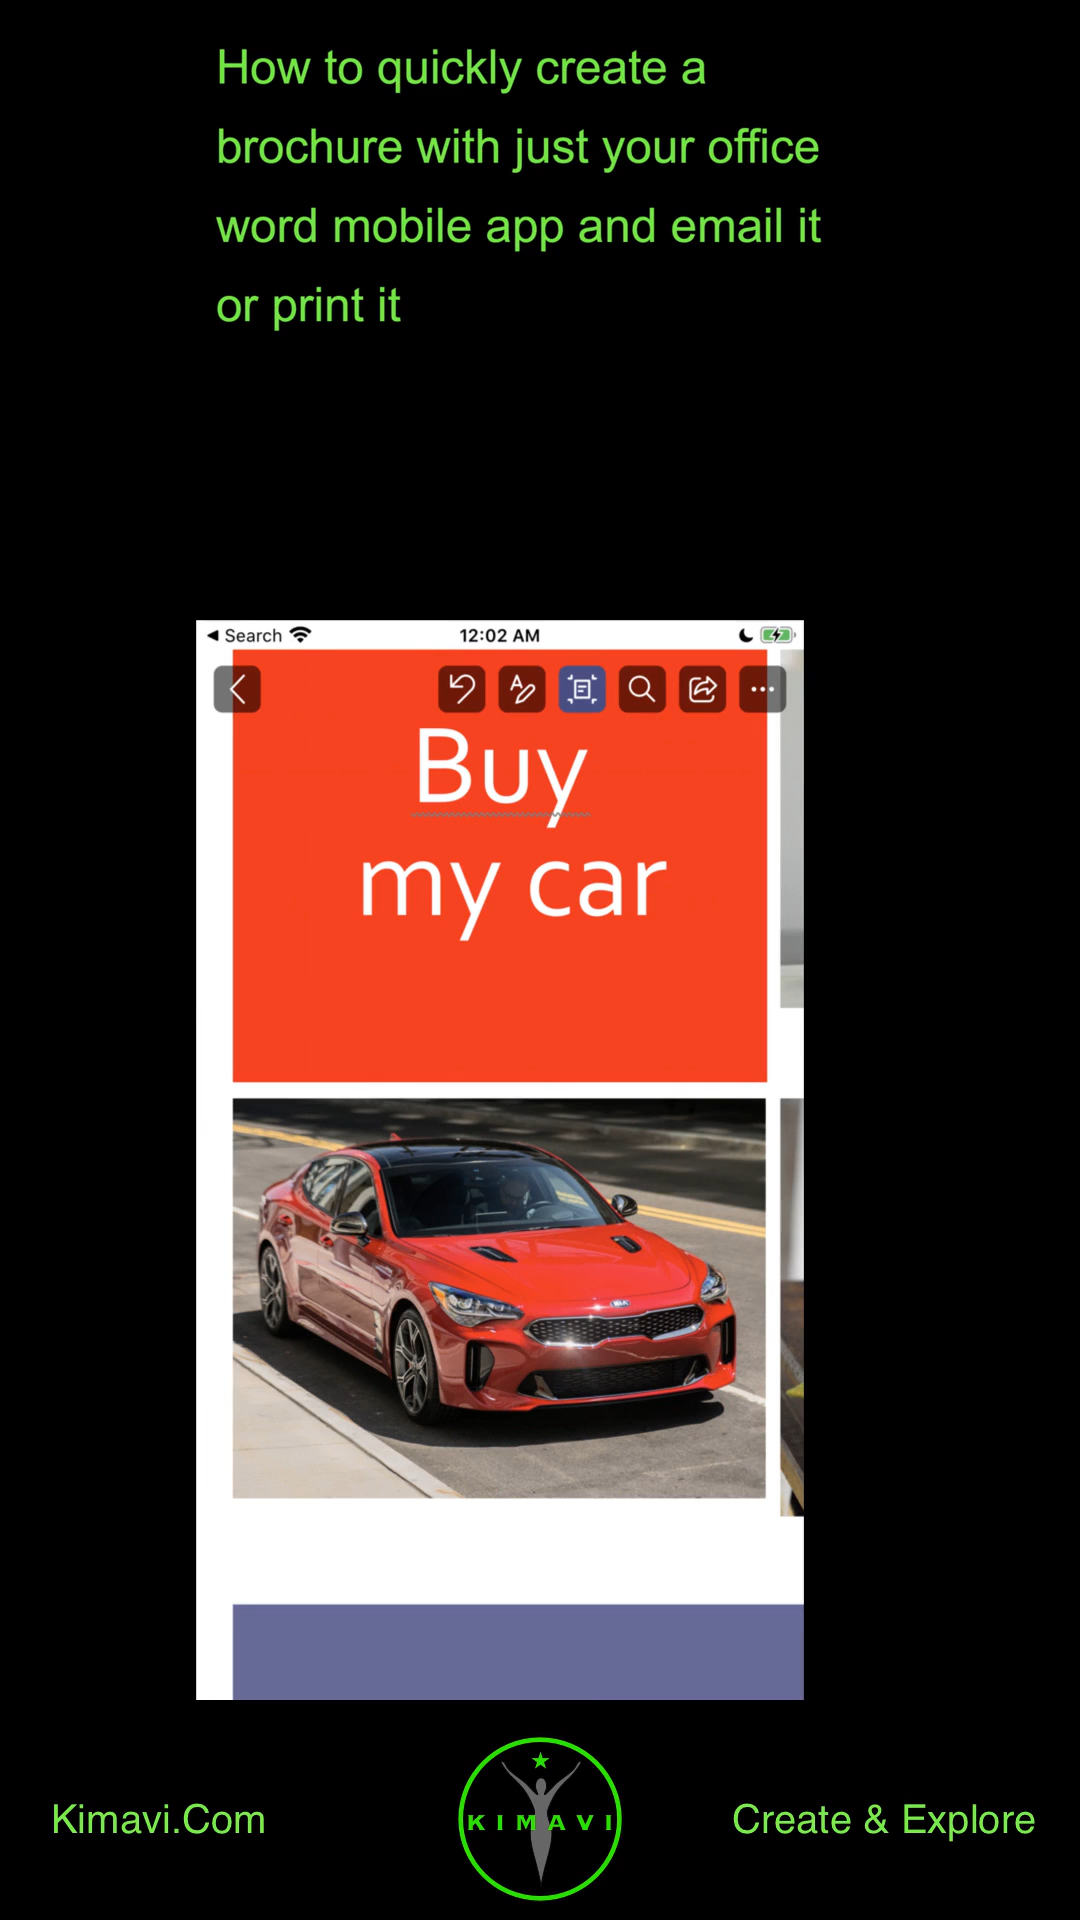 How to quickly create a
brochure with just your office
word mobile app and email it
or print it
Search
12:02 AM
Buy
my car
KIA
Kimavi.Com
KIMAVI
Create & Explore